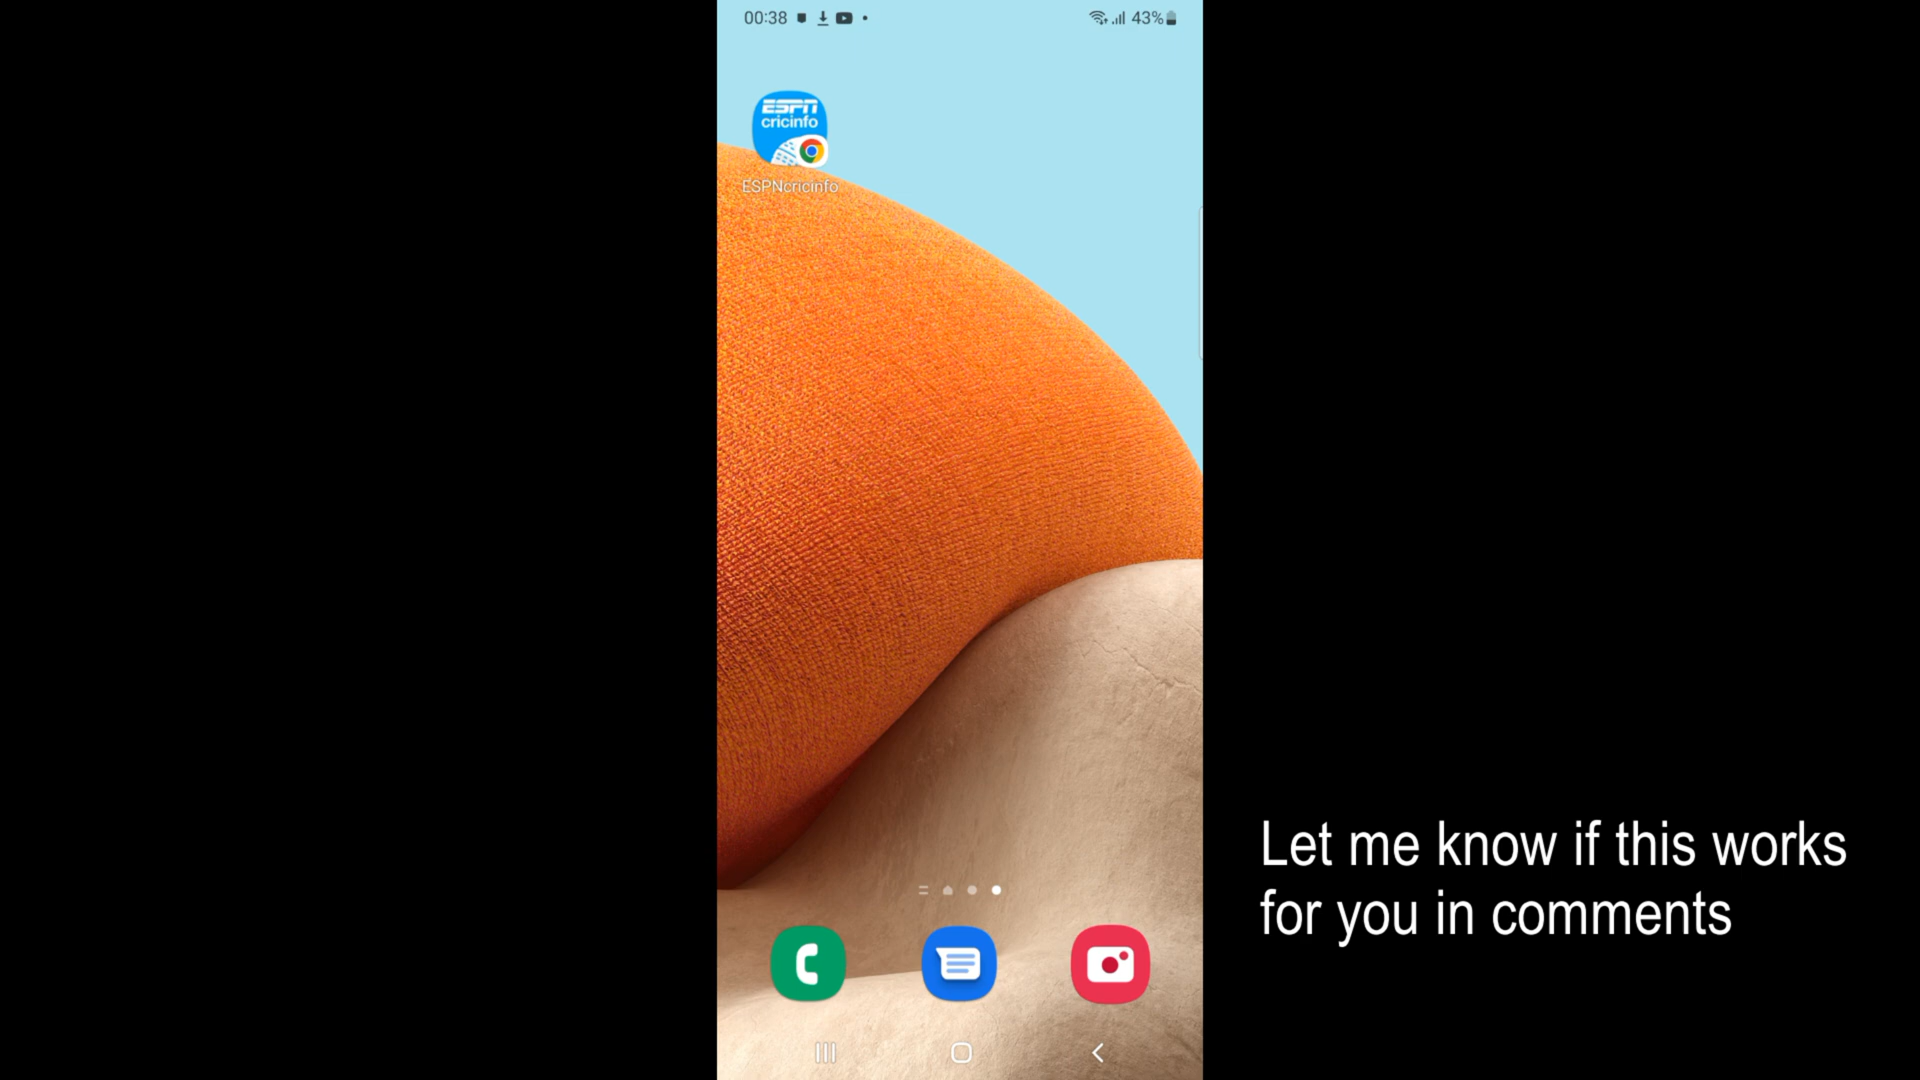 00:38
43%
ESPN
cricinfo
ESPNcricinfo
Let me know if this works
for you in comments